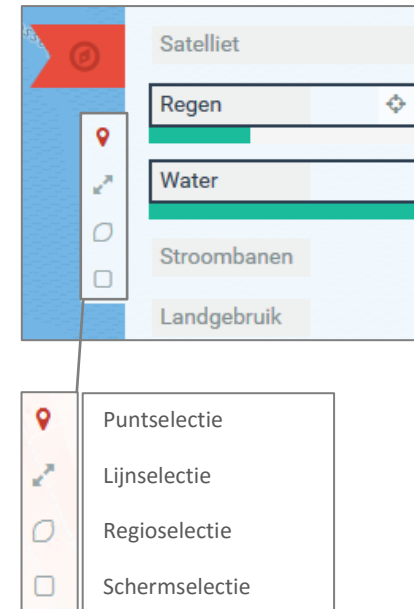 Satelliet
Regen
Water
Stroombanen
Landgebruik
Puntselectie
Lijnselectie
Regioselectie
Schermselectie